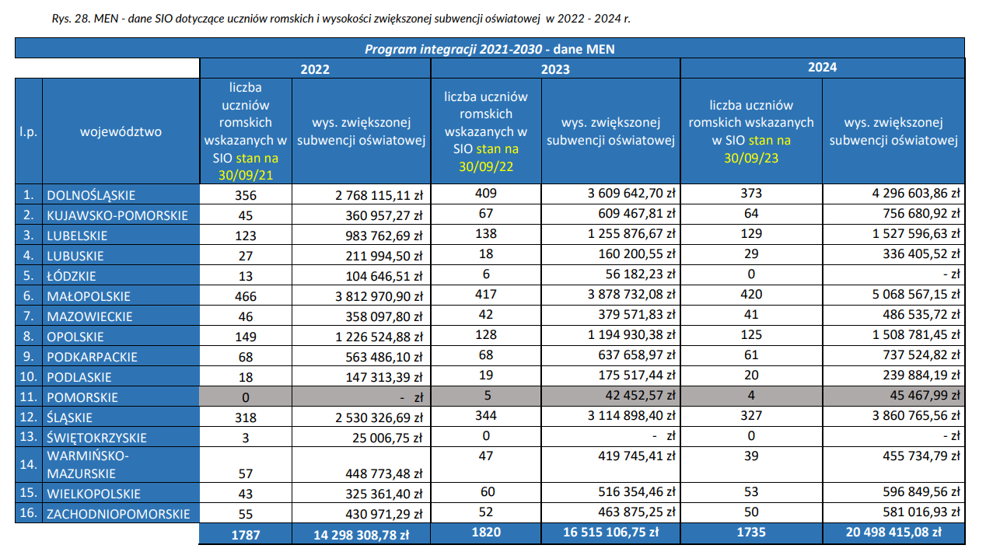 Rys. 28. MEN - dane SIO dotyczące uczniów romskich i wysokości zwiększonej subwencji oświatowej w 2022 - 2024 r.
Program integracji 2021-2030 - dane MEN
2022 2023 2024
l.p. województwo liczba uczniów romskich wskazanych w SIO stan na 30/09/21 wys. zwiększonej subwencji oświatowej liczba uczniów romskich wskazanych w SIO stan na 30/09/22 wys. zwiększonej subwencji oświatowej liczba uczniów romskich wskazanych w SIO stan na 30/09/23 wys. zwiększonej subwencji oświatowej
1. DOLNOŚLĄSKIE 356 2 768 115,11 zł 409 3 609 642,70 zł 373 4 296 603,86 zł
2. KUJAWSKO-POMORSKIE 45 360 957,27 zł 67 609 467,81 zł 64 756 680,92 zł
3. LUBELSKIE 123 983 762,69 zł 138 1 255 876,67 zł 129 1 527 596,63 zł
4. LUBUSKIE 27 211 994,50 zł 18 160 200,55 zł 29 336 405,52 zł
5. ŁÓDZKIE 13 104 646,51 zł 6 56 182,23 zł 0 - zł
6. MAŁOPOLSKIE 466 3 812 970,90 zł 417 3 878 732,08 zł 420 5 068 567,15 zł
7. MAZOWIECKIE 46 358 097,80 zł 42 379 571,83 zł 41 486 535,72 zł
8. OPOLSKIE 149 1 226 524,88 zł 128 1 194 930,38 zł 125 1 508 781,45 zł
9. PODKARPACKIE 68 563 486,10 zł 68 637 658,97 zł 61 737 524,82 zł
10. PODLASKIE 18 147 313,39 zł 19 175 517,44 zł 20 239 884,19 zł
11. POMORSKIE 0 - zł 5 42 452,57 zł 4 45 467,99 zł
12. ŚLĄSKIE 318 2 530 326,69 zł 344 3 114 898,40 zł 327 3 860 765,56 zł
13. ŚWIĘTOKRZYSKIE 3 25 006,75 zł 0 - zł 0 - zł
14. WARMIŃSKO-MAZURSKIE 57 448 773,48 zł 47 419 745,41 zł 39 455 734,79 zł
15. WIELKOPOLSKIE 43 325 361,40 zł 60 516 354,46 zł 53 596 849,56 zł
16. ZACHODNIOPOMORSKIE 55 430 971,29 zł 52 463 875,25 zł 50 581 016,93 zł
1787 14 298 308,78 zł 1820 16 515 106,75 zł 1735 20 498 415,08 zł